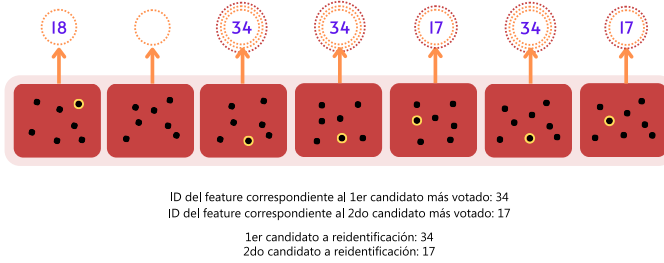 18
34
34
17
34
17
ID del feature correspondiente al 1er candidato más votado: 34
ID del feature correspondiente al 2do candidato más votado: 17
1er candidato a reidentificación: 34
2do candidato a reidentificación: 17